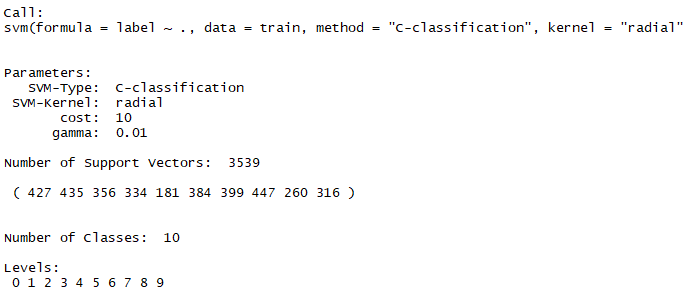 Call:
svm(formula = label ~ ., data = train, method = "C-classification", kernel = "radial"
Parameters:
SVM-Type: C-classification
SVM-Kernel: radial
cost: 10
gamma: 0.01
Number of Support Vectors: 3539
( 427 435 356 334 181 384 399 447 260 316 )
Number of Classes: 10
Levels:
0 1 2 3 4 5 6 7 8 9